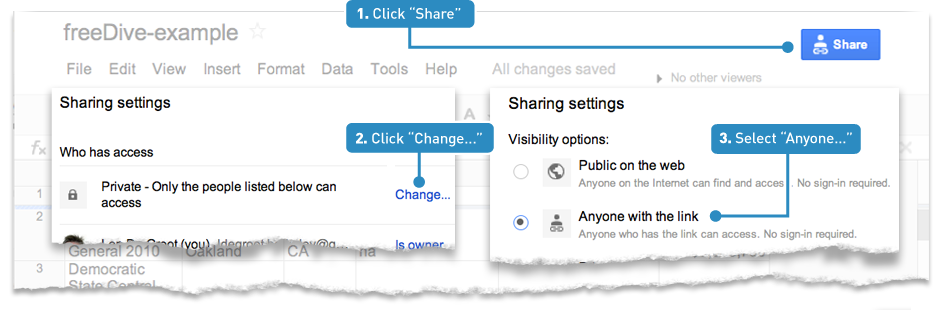 1. Click “Share”
freeDive-example
Share
File Edit View Insert Format Data Tools Help All changes saved
No other viewers
Sharing settings
Who has access
2. Click “Change...”
Private - Only the people listed below can
access
Change...
(you)
Is owner
Sharing settings
Visibility options:
3. Select “Anyone...”
Public on the web
Anyone on the Internet can find and access. No sign-in required.
Anyone with the link
Anyone who has the link can access. No sign-in required.
A
fx
1
2
General 2010 Oakland CA na
3
Democratic
State Central